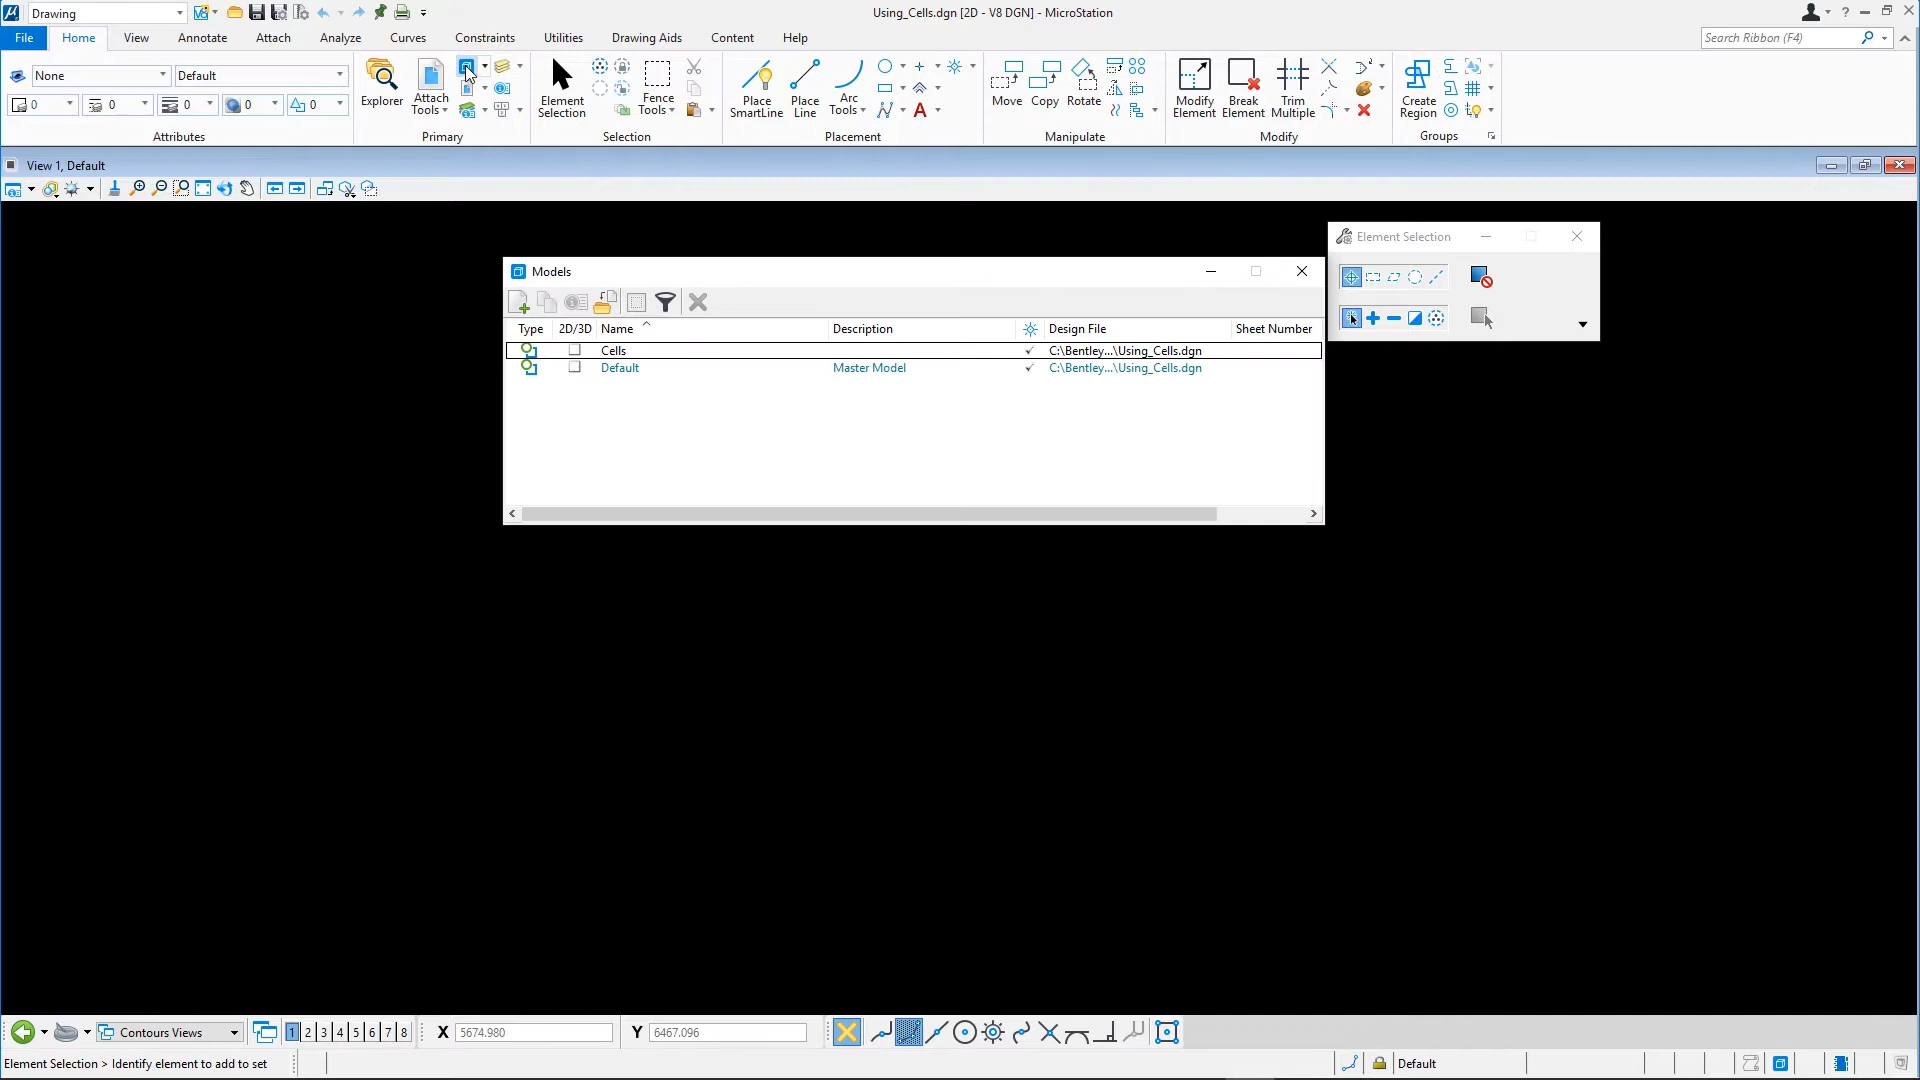 Drawing
Using_Cells.dgn [2D - V8 DGN] - MicroStation
File Home View Annotate Attach Analyze Curves Constraints Utilities Drawing Aids Content Help
Search Ribbon (F4)
None Default
0 0 0 0 0
Attributes
Explorer
Attach
Tools
Primary
Element
Selection
Fence
Tools
Selection
Place
SmartLine
Place
Line
Arc
Tools
Placement
Move Copy Rotate
Manipulate
Modify
Element
Break
Element
Trim
Multiple
Modify
Create
Region
Groups
View 1, Default
Element Selection
Models
Type 2D/3D Name Description Design File Sheet Number
Cells C:\Bentley...\Using_Cells.dgn
Default Master Model C:\Bentley...\Using_Cells.dgn
Contours Views 1 2 3 4 5 6 7 8 X 5674.980 Y 6467.096
Element Selection > Identify element to add to set
Default